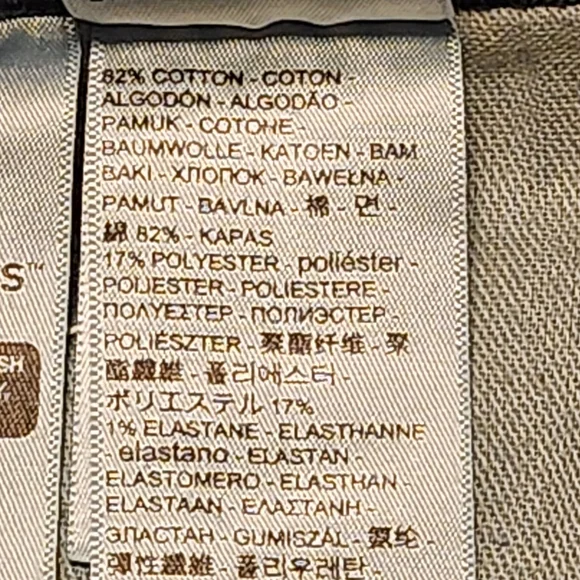 82% COTTON - COTON -
ALGODÓN - ALGODÃO -
PAMUK - COTONE -
BAUMWOLLE - KATOEN - BAM
BAKI - ХЛОПОК - BAWEŁNA -
PAMUT - BAVLNA - 棉 - 면 -
綿 82% - KAPAS
17% POLYESTER - poliéster -
POLIESTER - POLIESTERE -
ΠΟΛΥΕΣΤΕΡ - ПОЛИЭСТЕР -
POLIÉSZTER - 聚酯纤维 - 聚
酯纖維 - 폴리에스터 -
ポリエステル 17%
1% ELASTANE - ELASTHANNE
- elastano - ELASTAN -
ELASTOMERO - ELASTHAN -
ELASTAAN - ΕΛΑΣΤΑΝΗ -
ЭЛАСТАН - GUMISZÁL - 氨纶 -
彈性纖維 - 폴리우레탄 -
S™
SH